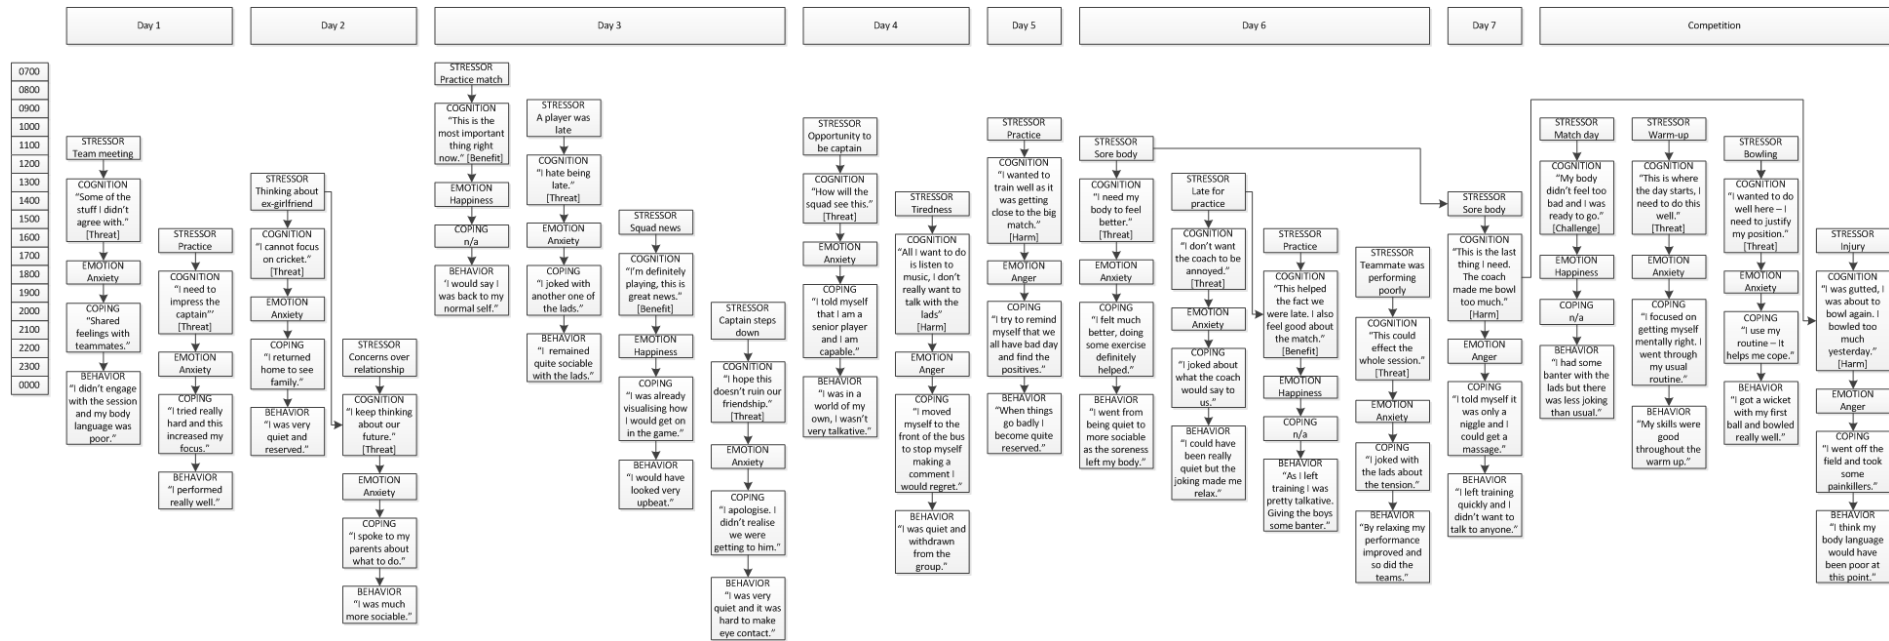 Day 1
Day 2
Day 3
Day 4
Day 5
Day 6
Day 7
Competition
0700
0800
0900
1000
1100
1200
1300
1400
1500
1600
1700
1800
1900
2000
2100
2200
2300
0000
STRESSOR
Team meeting
COGNITION
“Some of the
stuff I didn’t
agree with.”
[Threat]
EMOTION
Anxiety
COPING
“Shared
feelings with
teammates.”
BEHAVIOR
“I didn’t engage
with the session
and my body
language was
poor.”
STRESSOR
Practice
COGNITION
“I need to
impress the
captain”’
[Threat]
EMOTION
Anxiety
COPING
“I tried really
hard and this
increased my
focus.”
BEHAVIOR
“I performed
really well.”
STRESSOR
Thinking about
ex-girlfriend
COGNITION
“I cannot focus
on cricket.”
[Threat]
EMOTION
Anxiety
COPING
“I returned
home to see
family.”
BEHAVIOR
“I was very
quiet and
reserved.”
STRESSOR
Concerns over
relationship
COGNITION
“I keep thinking
about our
future.”
[Threat]
EMOTION
Anxiety
COPING
“I spoke to my
parents about
what to do.”
BEHAVIOR
“I was much
more sociable.”
STRESSOR
Practice match
COGNITION
“This is the
most important
thing right
now.” [Benefit]
EMOTION
Happiness
COPING
n/a
BEHAVIOR
‘I would say I
was back to my
normal self.”
STRESSOR
A player was
late
COGNITION
“I hate being
late.”
[Threat]
EMOTION
Anxiety
COPING
“I joked with
another one of
the lads.”
BEHAVIOR
“I remained
quite sociable
with the lads.”
STRESSOR
Squad news
COGNITION
“I’m definitely
playing, this is
great news.”
[Benefit]
EMOTION
Happiness
COPING
“I was already
visualising how
I would get on
in the game.”
BEHAVIOR
“I would have
looked very
upbeat.”
STRESSOR
Captain steps
down
COGNITION
“I hope this
doesn’t ruin our
friendship.”
[Threat]
EMOTION
Anxiety
COPING
“I apologise. I
didn’t realise
we were
getting to him.”
BEHAVIOR
“I was very
quiet and it was
hard to make
eye contact.”
STRESSOR
Opportunity to
be captain
COGNITION
“How will the
squad see this.”
[Threat]
EMOTION
Anxiety
COPING
“I told myself
that I am a
senior player
and I am
capable.”
BEHAVIOR
“I was in a
world of my
own, I wasn’t
very talkative.”
STRESSOR
Tiredness
COGNITION
“All I want to do
is listen to
music, I don’t
really want to
talk with the
lads”
[Harm]
EMOTION
Anger
COPING
“I moved
myself to the
front of the bus
to stop myself
making a
comment I
would regret.”
BEHAVIOR
“I was quiet and
withdrawn
from the
group.”
STRESSOR
Practice
COGNITION
“I wanted to
train well as it
was getting
close to the big
match.”
[Harm]
EMOTION
Anger
COPING
“I try to remind
myself that we
all have bad day
and find the
positives.”
BEHAVIOR
“When things
go badly I
become quite
reserved.”
STRESSOR
Sore body
COGNITION
“I need my
body to feel
better.”
[Threat]
EMOTION
Anxiety
COPING
“I felt much
better, doing
some exercise
definitely
helped.”
BEHAVIOR
“I went from
being quiet to
more sociable
as the soreness
left my body.”
STRESSOR
Late for
practice
COGNITION
“I don’t want
the coach to be
annoyed.”
[Threat]
EMOTION
Anxiety
COPING
“I joked about
what the coach
would say to
us.”
BEHAVIOR
“I could have
been really
quiet but the
joking made me
relax.”
STRESSOR
Practice
COGNITION
“This helped
the fact we
were late. I also
feel good about
the match.”
[Benefit]
EMOTION
Happiness
COPING
n/a
BEHAVIOR
“As I left
training I was
pretty talkative.
Giving the boys
some banter.”
STRESSOR
Teammate was
performing
poorly
COGNITION
“This could
effect the
whole session.”
[Threat]
EMOTION
Anxiety
COPING
“I joked with
the lads about
the tension.”
BEHAVIOR
“By relaxing my
performance
improved and
so did the
teams.”
STRESSOR
Sore body
COGNITION
“This is the last
thing I need.
The coach
made me bowl
too much.”
[Harm]
EMOTION
Anger
COPING
“I told myself it
was only a
niggle and I
could get a
massage.”
BEHAVIOR
“I left training
quickly and I
didn’t want to
talk to anyone.”
STRESSOR
Match day
COGNITION
“My body
didn’t feel too
bad and I was
ready to go.”
[Challenge]
EMOTION
Happiness
COPING
n/a
BEHAVIOR
“I had some
banter with the
lads but there
was less joking
than usual.”
STRESSOR
Warm-up
COGNITION
“This is where
the day starts, I
need to do this
well.”
[Threat]
EMOTION
Anxiety
COPING
“I focused on
getting myself
mentally right. I
went through
my usual
routine.”
BEHAVIOR
“My skills were
good
throughout the
warm up.”
STRESSOR
Bowling
COGNITION
“I wanted to do
well here – I
need to justify
my position.”
[Threat]
EMOTION
Anxiety
COPING
“I use my
routine – It
helps me cope.”
BEHAVIOR
“I got a wicket
with my first
ball and bowled
really well.”
STRESSOR
Injury
COGNITION
“I was gutted, I
was about to
bowl again. I
bowled too
much
yesterday.”
[Harm]
EMOTION
Anger
COPING
“I went off the
field and took
some
painkillers.”
BEHAVIOR
“I think my
body language
would have
been poor at
this point.”